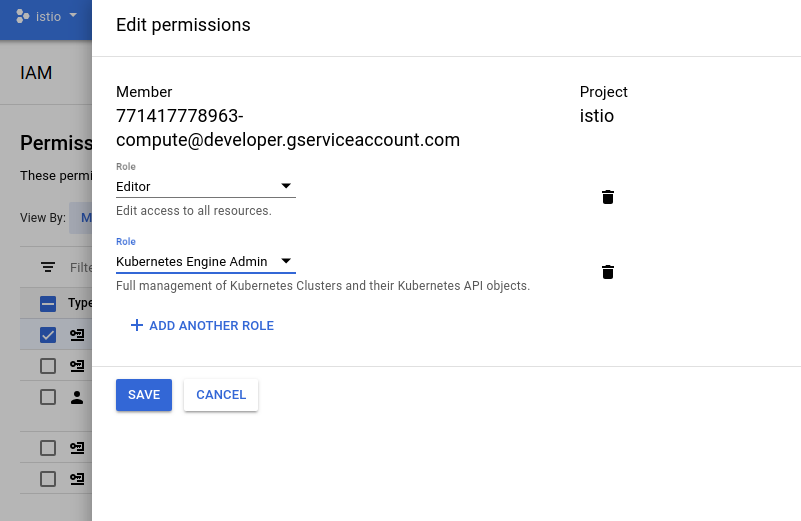 istio
Edit permissions
IAM
Member
Project
771417778963-
compute@developer.gserviceaccount.com
istio
Permiss
These permi
View By: M
Filte
Type
Role
Editor
Edit access to all resources.
Role
Kubernetes Engine Admin
Full management of Kubernetes Clusters and their Kubernetes API objects.
ADD ANOTHER ROLE
SAVE
CANCEL